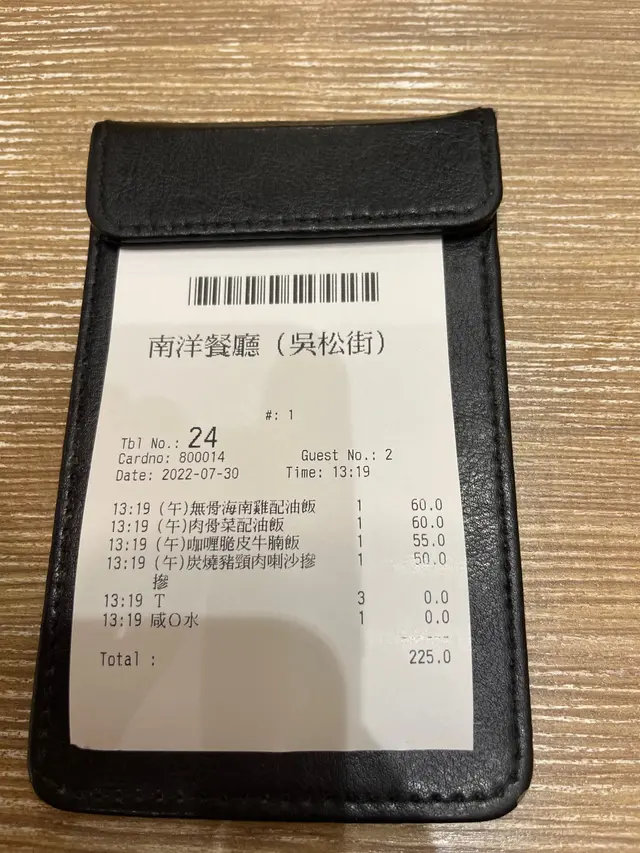 南洋餐廳（吳松街）
#: 1
Tbl No.: 24
Cardno: 800014 Guest No.: 2
Date: 2022-07-30 Time: 13:19
13:19 (午)無骨海南雞配油飯 1 60.0
13:19 (午)肉骨菜配油飯 1 60.0
13:19 (午)咖喱脆皮牛腩飯 1 55.0
13:19 (午)炭燒豬頸肉喇沙摻 1 50.0
摻
13:19 T 3 0.0
13:19 咸O水 1 0.0
Total : 225.0